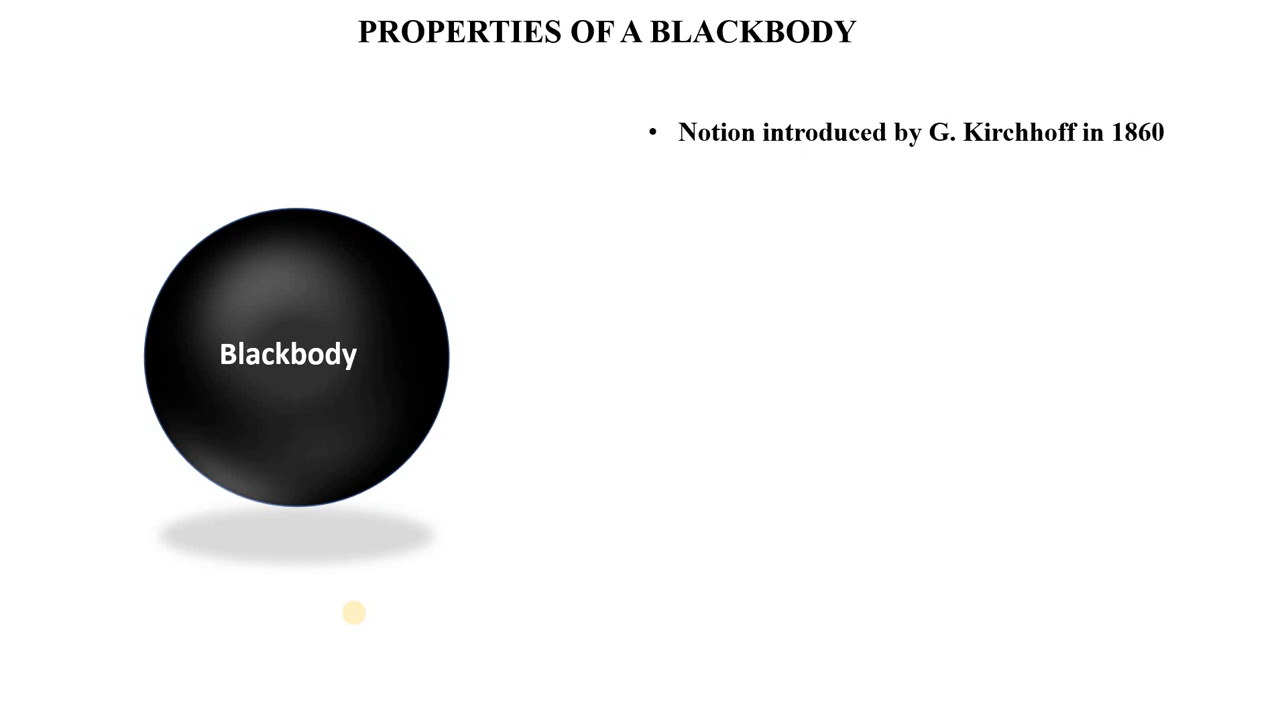 PROPERTIES OF A BLACKBODY
• Notion introduced by G. Kirchhoff in 1860
Blackbody